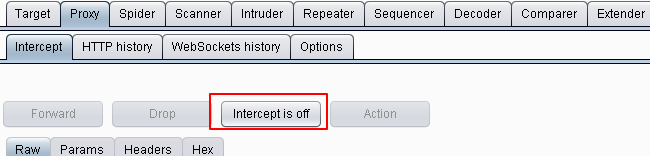 Target Proxy Spider Scanner Intruder Repeater Sequencer Decoder Comparer Extender
Intercept HTTP history WebSockets history Options
Forward Drop Intercept is off Action
Raw Params Headers Hex